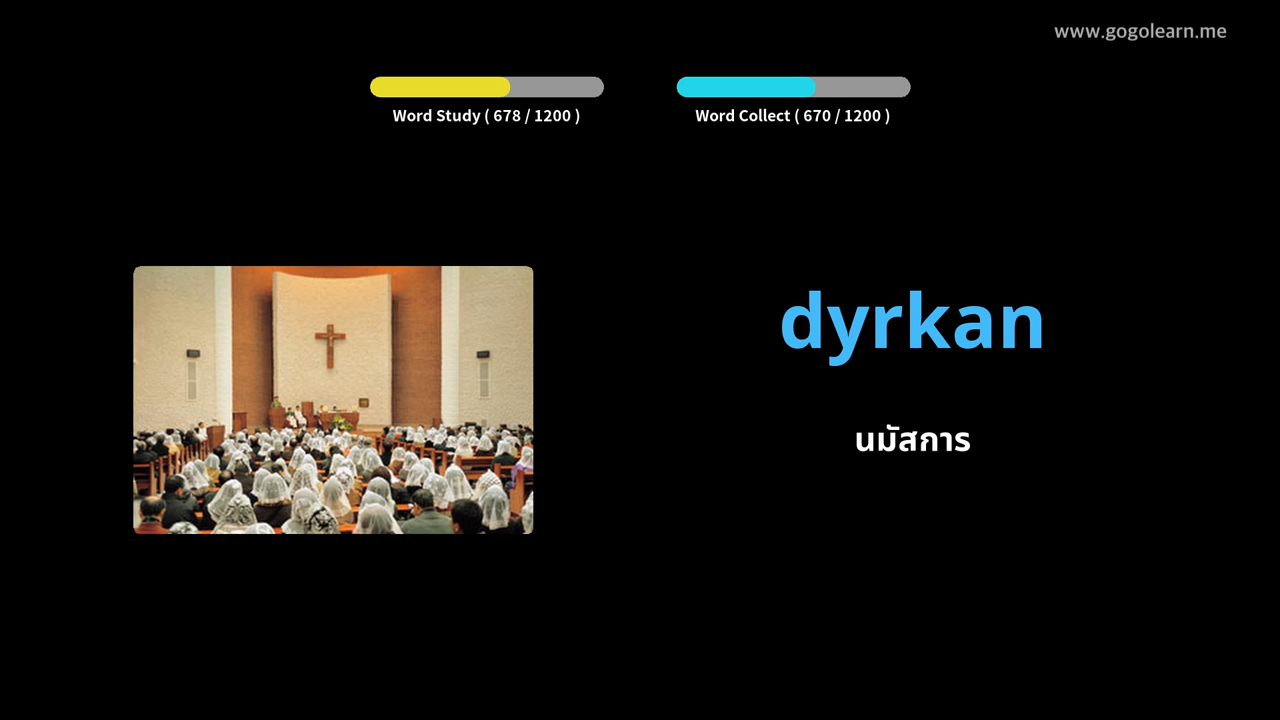 www.gogolearn.me
Word Study ( 678 / 1200 )
Word Collect ( 670 / 1200 )
dyrkan
นมัสการ